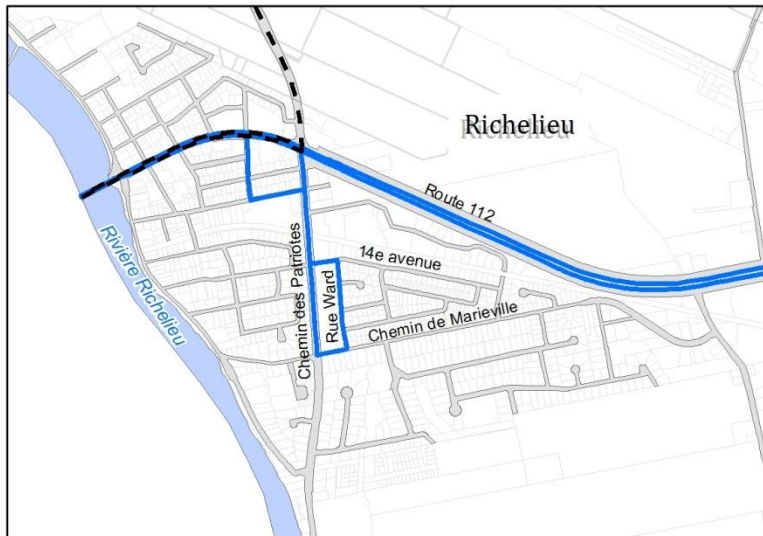 Richelieu
Route 112
14e avenue
Rue Ward
Chemin des Patriotes
Chemin de Marieville
Rivière Richelieu